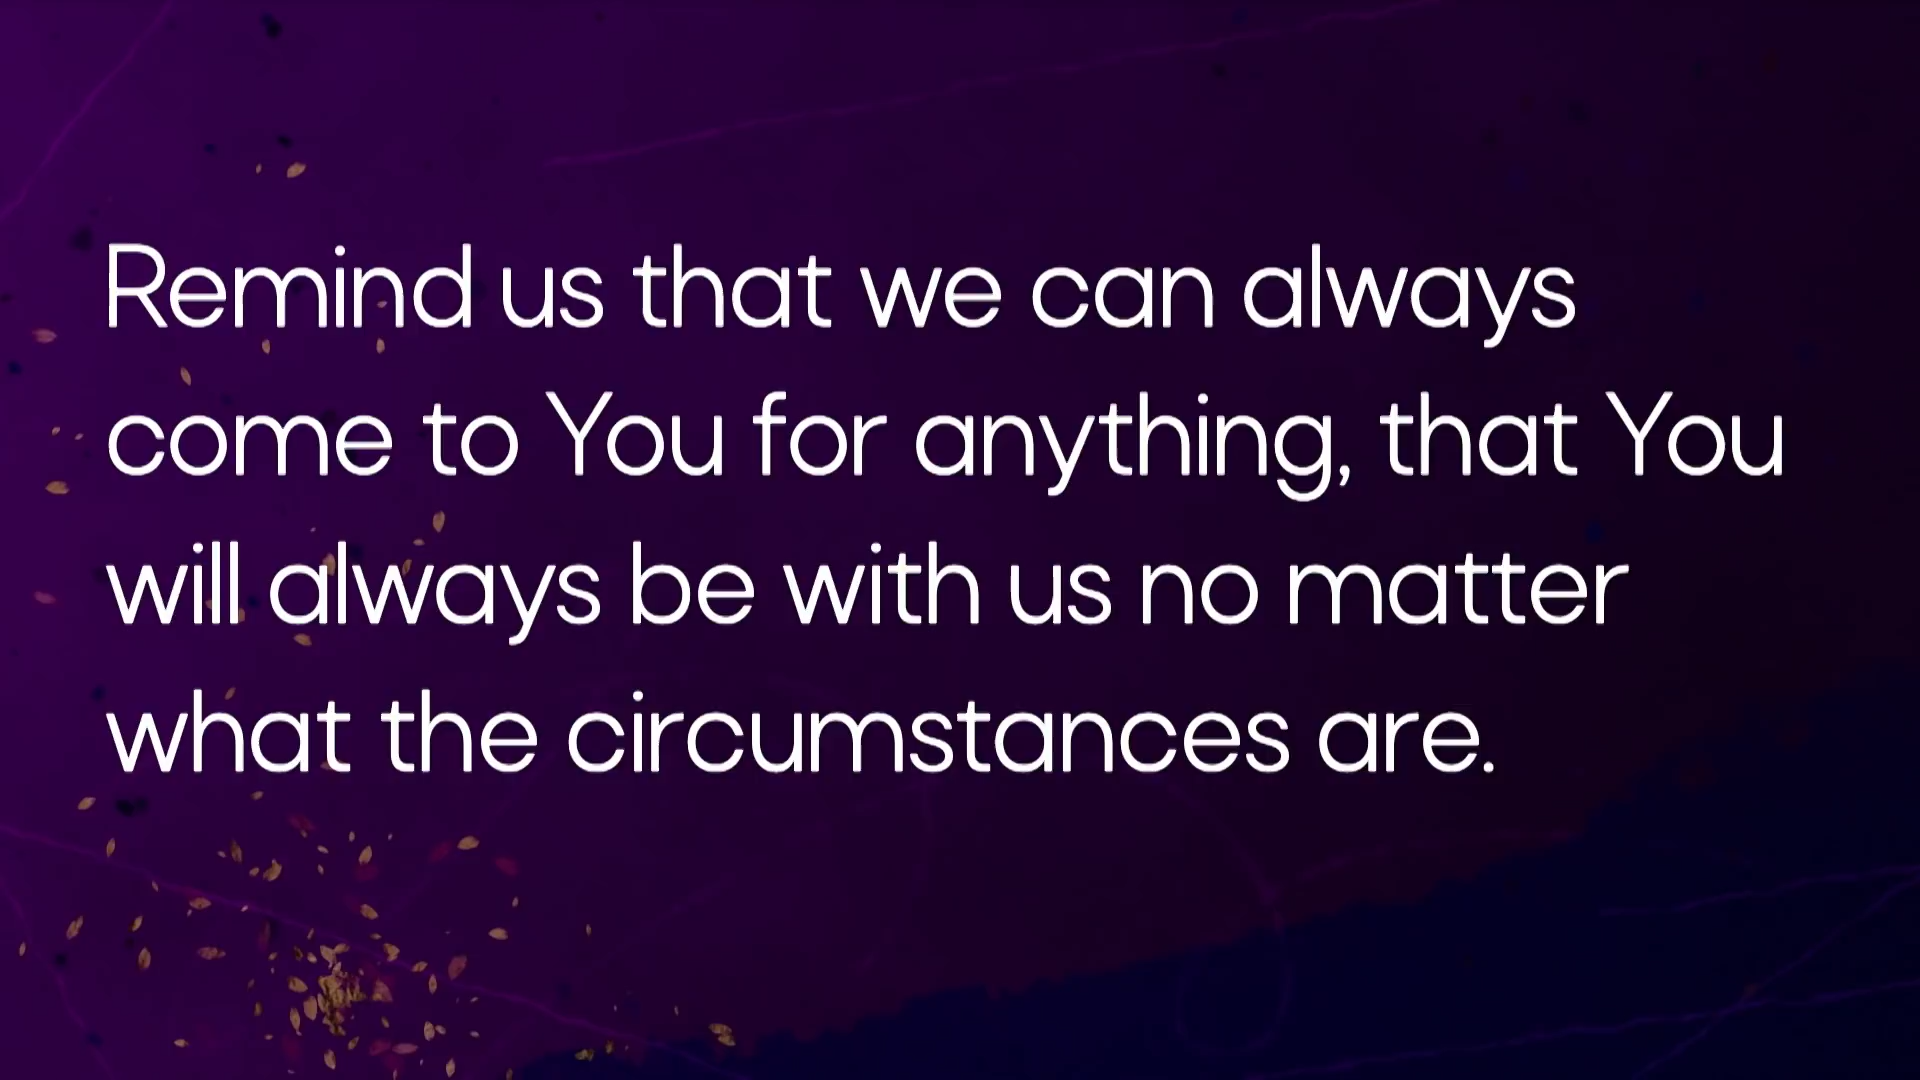 Remind us that we can always
come to You for anything, that You
will always be with us no matter
what the circumstances are.